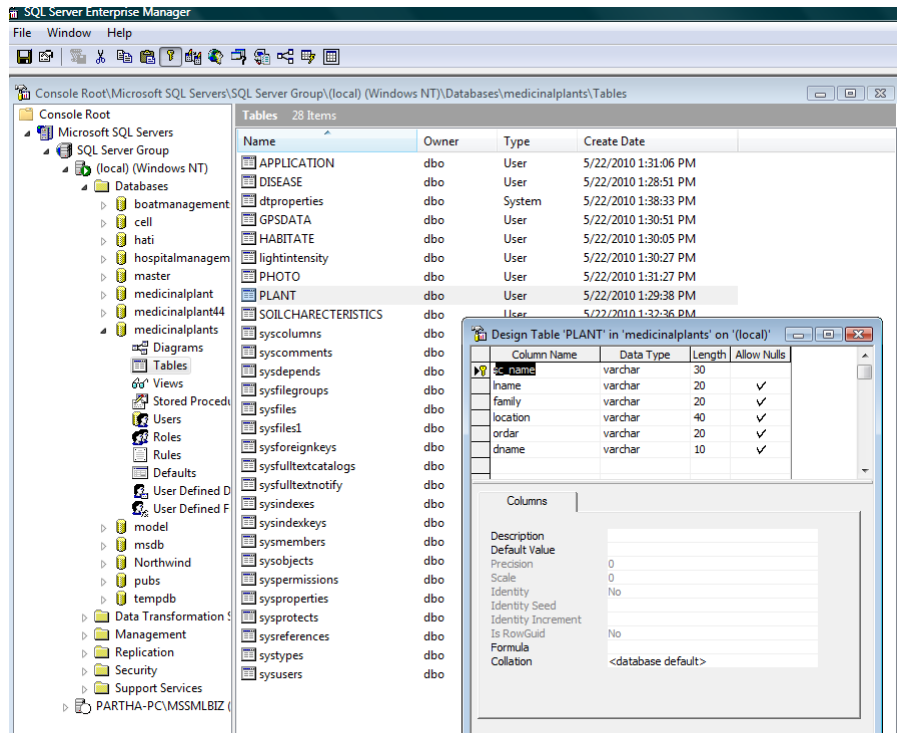 SQL Server Enterprise Manager
File Window Help
Console Root\Microsoft SQL Servers\SQL Server Group\(local) (Windows NT)\Databases\medicinalplants\Tables
Console Root
Microsoft SQL Servers
SQL Server Group
(local) (Windows NT)
Databases
boatmanagement
cell
hati
hospitalmanagem
master
medicinalplant
medicinalplant44
medicinalplants
Diagrams
Tables
Views
Stored Procedu
Users
Roles
Rules
Defaults
User Defined D
User Defined F
model
msdb
Northwind
pubs
tempdb
Data Transformation S
Management
Replication
Security
Support Services
PARTHA-PC\MSSMLBIZ (
Tables 28 Items
Name Owner Type Create Date
APPLICATION dbo User 5/22/2010 1:31:06 PM
DISEASE dbo User 5/22/2010 1:28:51 PM
dtproperties dbo System 5/22/2010 1:38:33 PM
GPSDATA dbo User 5/22/2010 1:30:51 PM
HABITATE dbo User 5/22/2010 1:30:05 PM
lightintensity dbo User 5/22/2010 1:30:27 PM
PHOTO dbo User 5/22/2010 1:31:27 PM
PLANT dbo User 5/22/2010 1:29:38 PM
SOILCHARECTERISTICS dbo User 5/22/2010 1:32:36 PM
syscolumns dbo
syscomments dbo
sysdepends dbo
sysfilegroups dbo
sysfiles dbo
sysfiles1 dbo
sysforeignkeys dbo
sysfulltextcatalogs dbo
sysfulltextnotify dbo
sysindexes dbo
sysindexkeys dbo
sysmembers dbo
sysobjects dbo
syspermissions dbo
sysproperties dbo
sysprotects dbo
sysreferences dbo
systypes dbo
sysusers dbo
Design Table 'PLANT' in 'medicinalplants' on '(local)'
Column Name Data Type Length Allow Nulls
sc_name varchar 30
lname varchar 20
family varchar 20
location varchar 40
ordar varchar 20
dname varchar 10
Columns
Description
Default Value
Precision 0
Scale 0
Identity No
Identity Seed
Identity Increment
Is RowGuid No
Formula
Collation <database default>